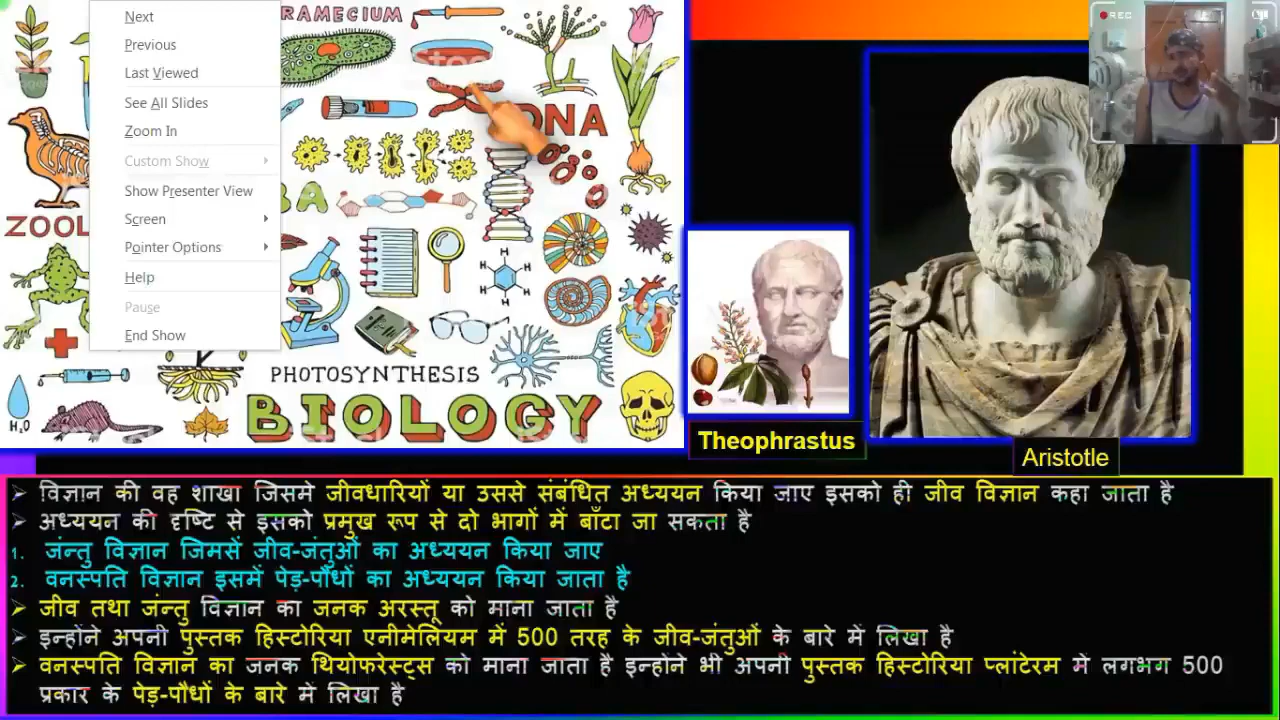 Next
Previous
Last Viewed
See All Slides
Zoom In
Custom Show
Show Presenter View
Screen
Pointer Options
Help
Pause
End Show
RAMECIUM
DNA
ZOOL
BA
H
H
H
H
H
H
PHOTOSYNTHESIS
H₂O
BIOLOGY
REC
Theophrastus
Aristotle
➢ विज्ञान की वह शाखा जिसमे जीवधारियों या उससे संबंधित अध्ययन किया जाए इसको ही जीव विज्ञान कहा जाता है
➢ अध्ययन की दृष्टि से इसको प्रमुख रूप से दो भागों में बाँटा जा सकता है
1. जंन्तु विज्ञान जिमसें जीव-जंतुओं का अध्ययन किया जाए
2. वनस्पति विज्ञान इसमें पेड़-पौधों का अध्ययन किया जाता है
➢ जीव तथा जंन्तु विज्ञान का जनक अरस्तू को माना जाता है
➢ इन्होंने अपनी पुस्तक हिस्टोरिया एनीमेलियम में 500 तरह के जीव-जंतुओं के बारे में लिखा है
➢ वनस्पति विज्ञान का जनक थियोफरेस्ट्स को माना जाता है इन्होंने भी अपनी पुस्तक हिस्टोरिया प्लांटेरम में लगभग 500
प्रकार के पेड़-पौधों के बारे में लिखा है